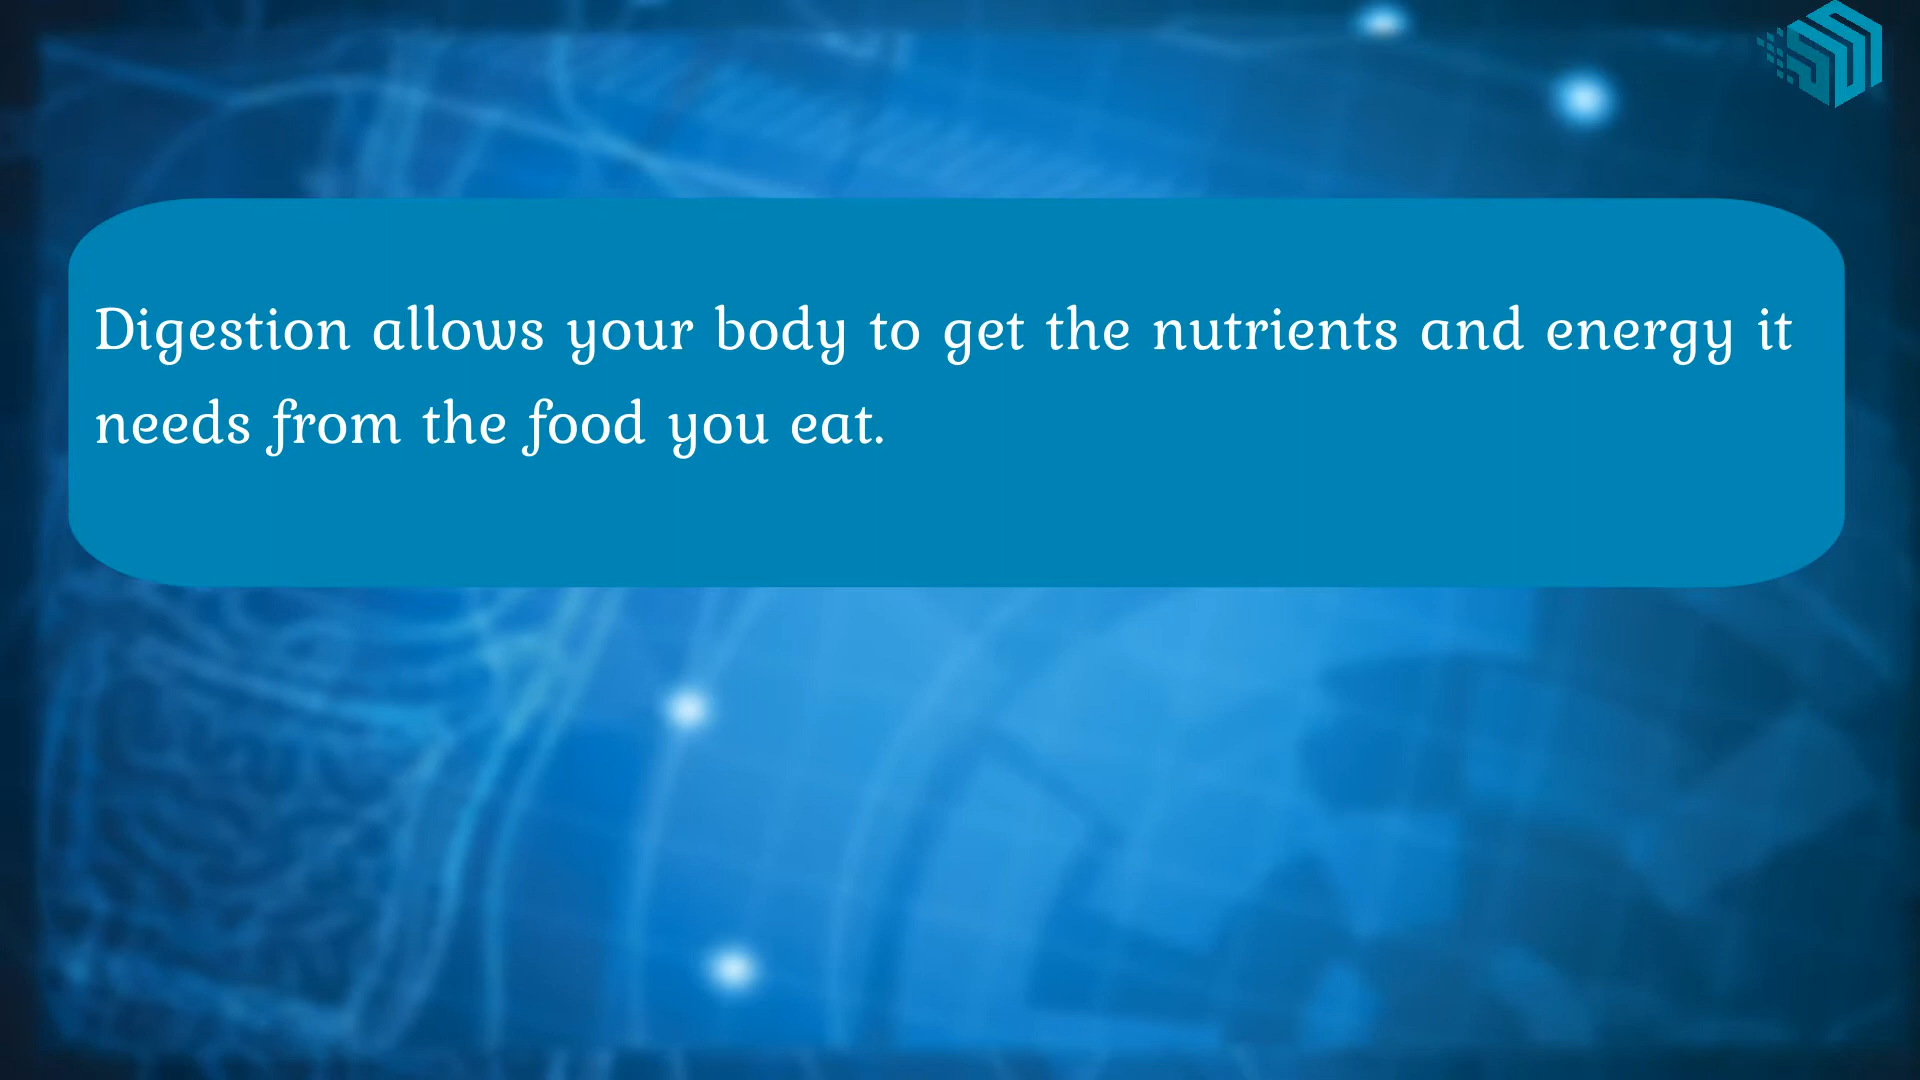 Digestion allows your body to get the nutrients and energy it
needs from the food you eat.